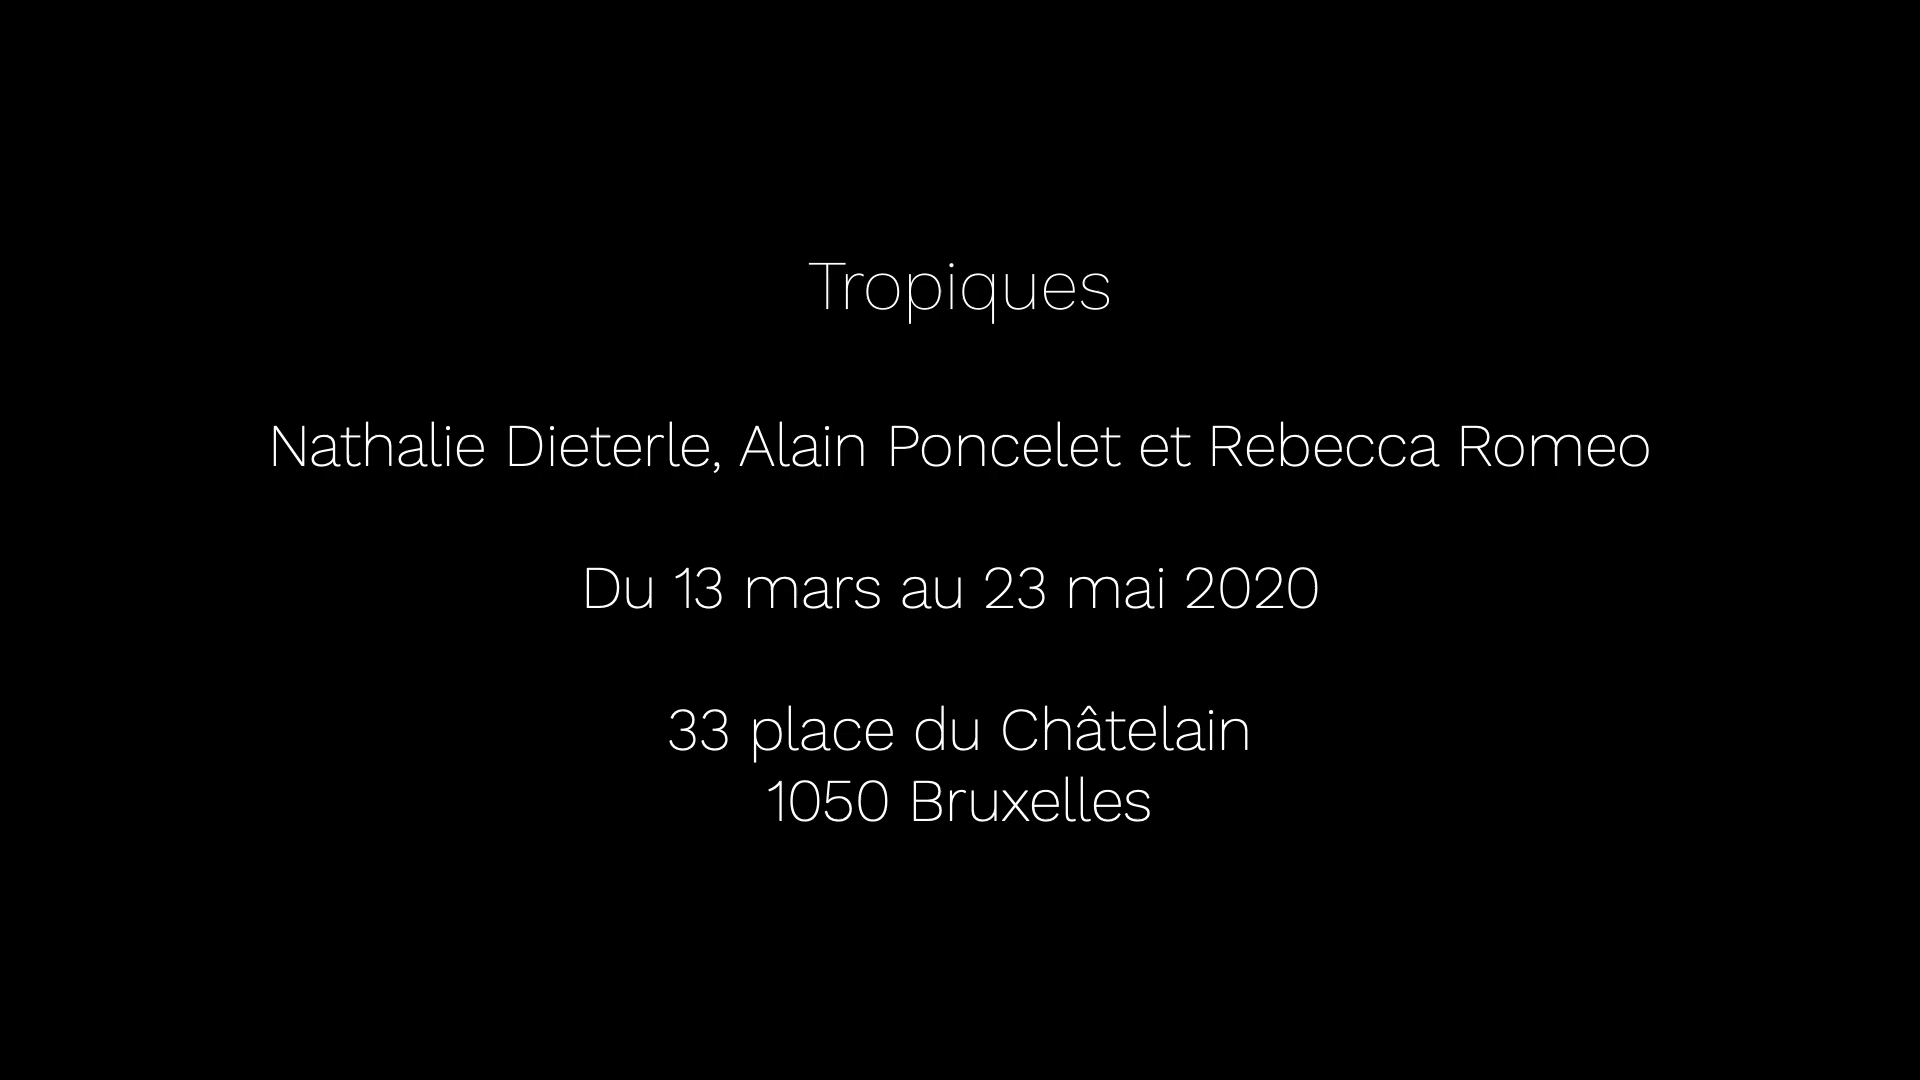 Tropiques
Nathalie Dieterle, Alain Poncelet et Rebecca Romeo
Du 13 mars au 23 mai 2020
33 place du Châtelain
1050 Bruxelles